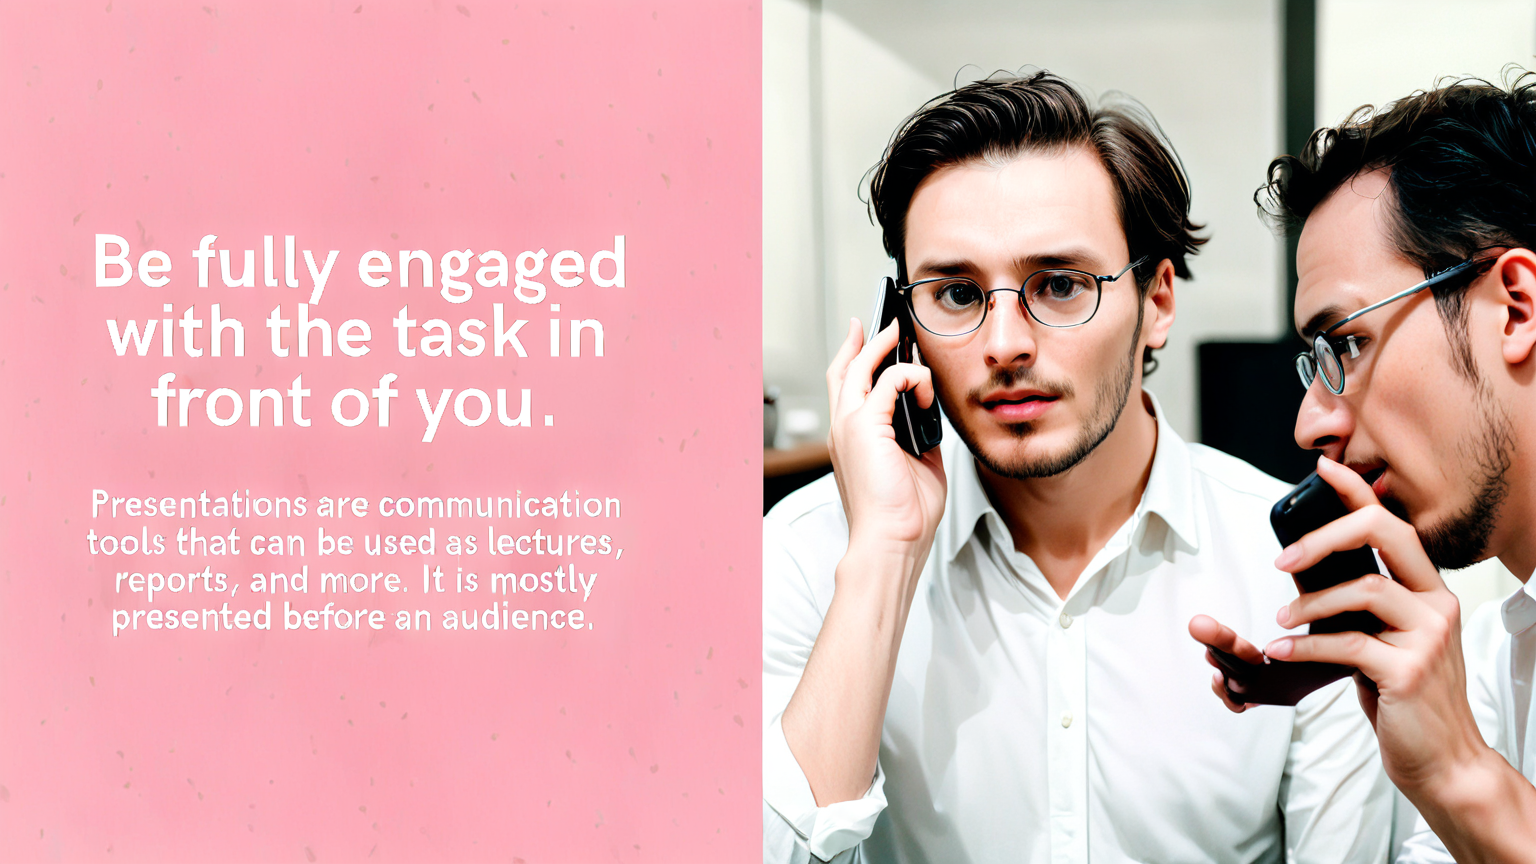 Be fully engaged
with the task in
front of you.
Presentations are communication
tools that can be used as lectures,
reports, and more. It is mostly
presented before an audience.